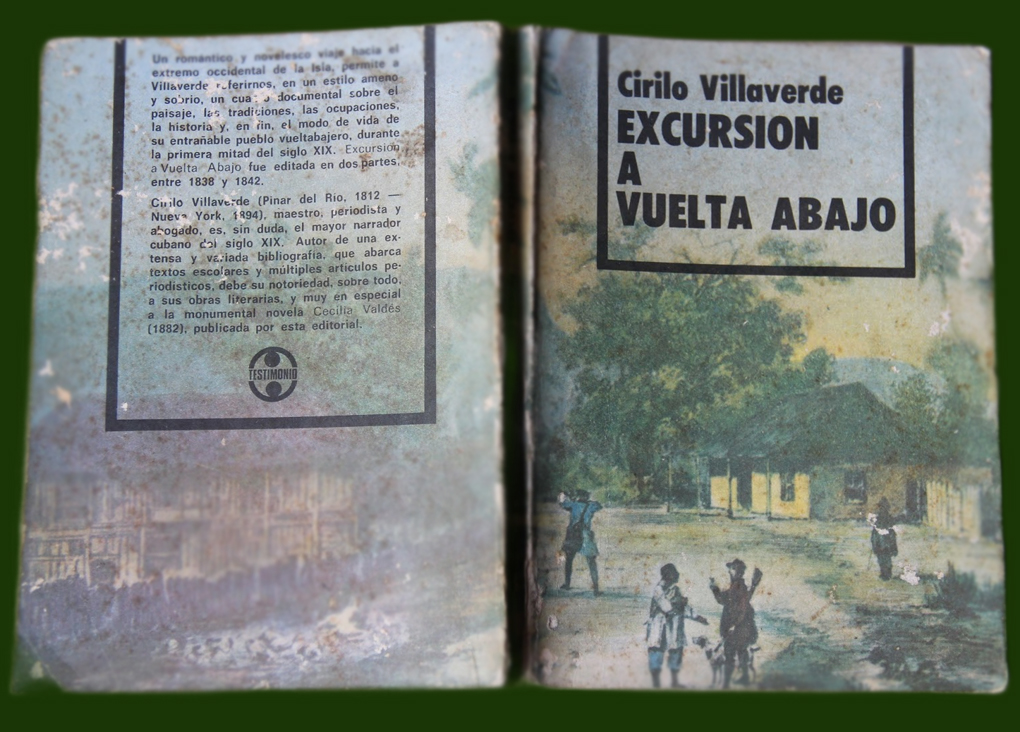 Un romántico y novelesco viaje hacia el
extremo occidental de la Isla, permite a
Villaverde referirnos, en un estilo ameno
y sobrio, un documental sobre el
paisaje, las tradiciones, las ocupaciones,
la historia y, en fin, el modo de vida de
su entrañable pueblo vueltabajero, durante
la primera mitad del siglo XIX. Excursión
a Vuelta Abajo fue editada en dos partes,
entre 1838 y 1842.
Cirilo Villaverde (Pinar del Río, 1812 —
Nueva York, 1894), maestro, periodista y
abogado, es, sin duda, el mayor narrador
cubano del siglo XIX. Autor de una ex-
tensa y variada bibliografía, que abarca
textos escolares y múltiples artículos pe-
riodísticos, debe su notoriedad, sobre todo,
a sus obras literarias, y muy en especial
a la monumental novela Cecilia Valdés
(1882), publicada por esta editorial.
TESTIMONIO
Cirilo Villaverde
EXCURSION
A
VUELTA ABAJO